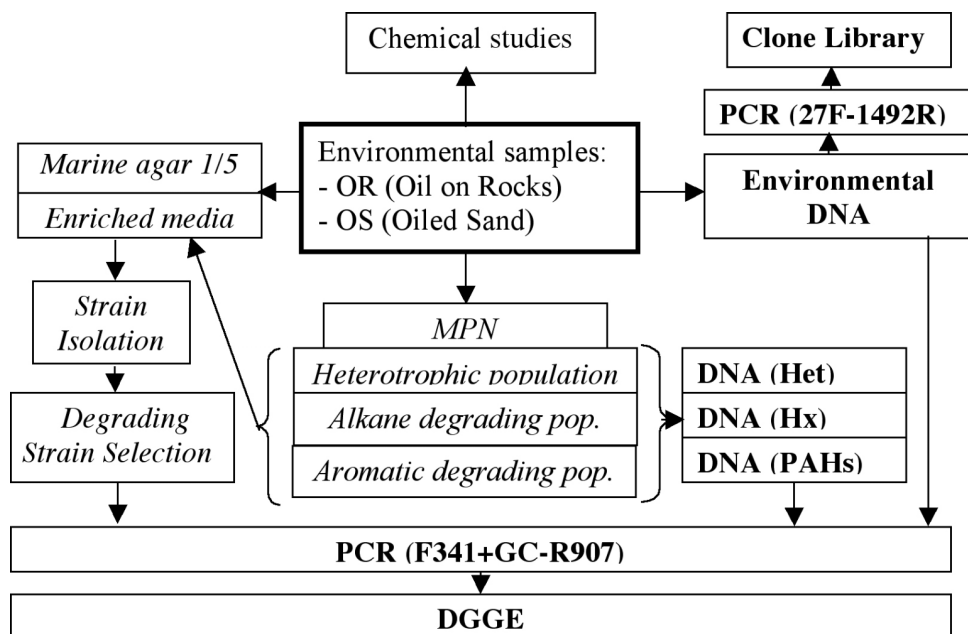 Chemical studies
Clone Library
PCR (27F-1492R)
Environmental samples:
- OR (Oil on Rocks)
- OS (Oiled Sand)
Marine agar 1/5
Enriched media
Environmental
DNA
Strain
Isolation
MPN
Heterotrophic population
Alkane degrading pop.
Aromatic degrading pop.
DNA (Het)
DNA (Hx)
DNA (PAHs)
Degrading
Strain Selection
PCR (F341+GC-R907)
DGGE